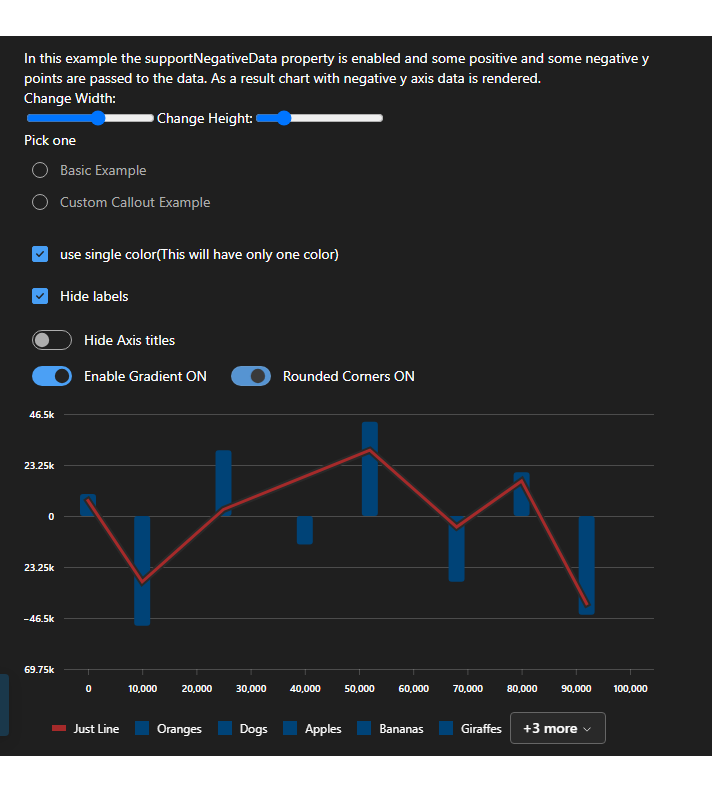 In this example the supportNegativeData property is enabled and some positive and some negative y
points are passed to the data. As a result chart with negative y axis data is rendered.
Change Width:
Change Height:
Pick one
Basic Example
Custom Callout Example
use single color(This will have only one color)
Hide labels
Hide Axis titles
Enable Gradient ON Rounded Corners ON
46.5k
23.25k
0
23.25k
−46.5k
69.75k
0 10,000 20,000 30,000 40,000 50,000 60,000 70,000 80,000 90,000 100,000
Just Line Oranges Dogs Apples Bananas Giraffes +3 more